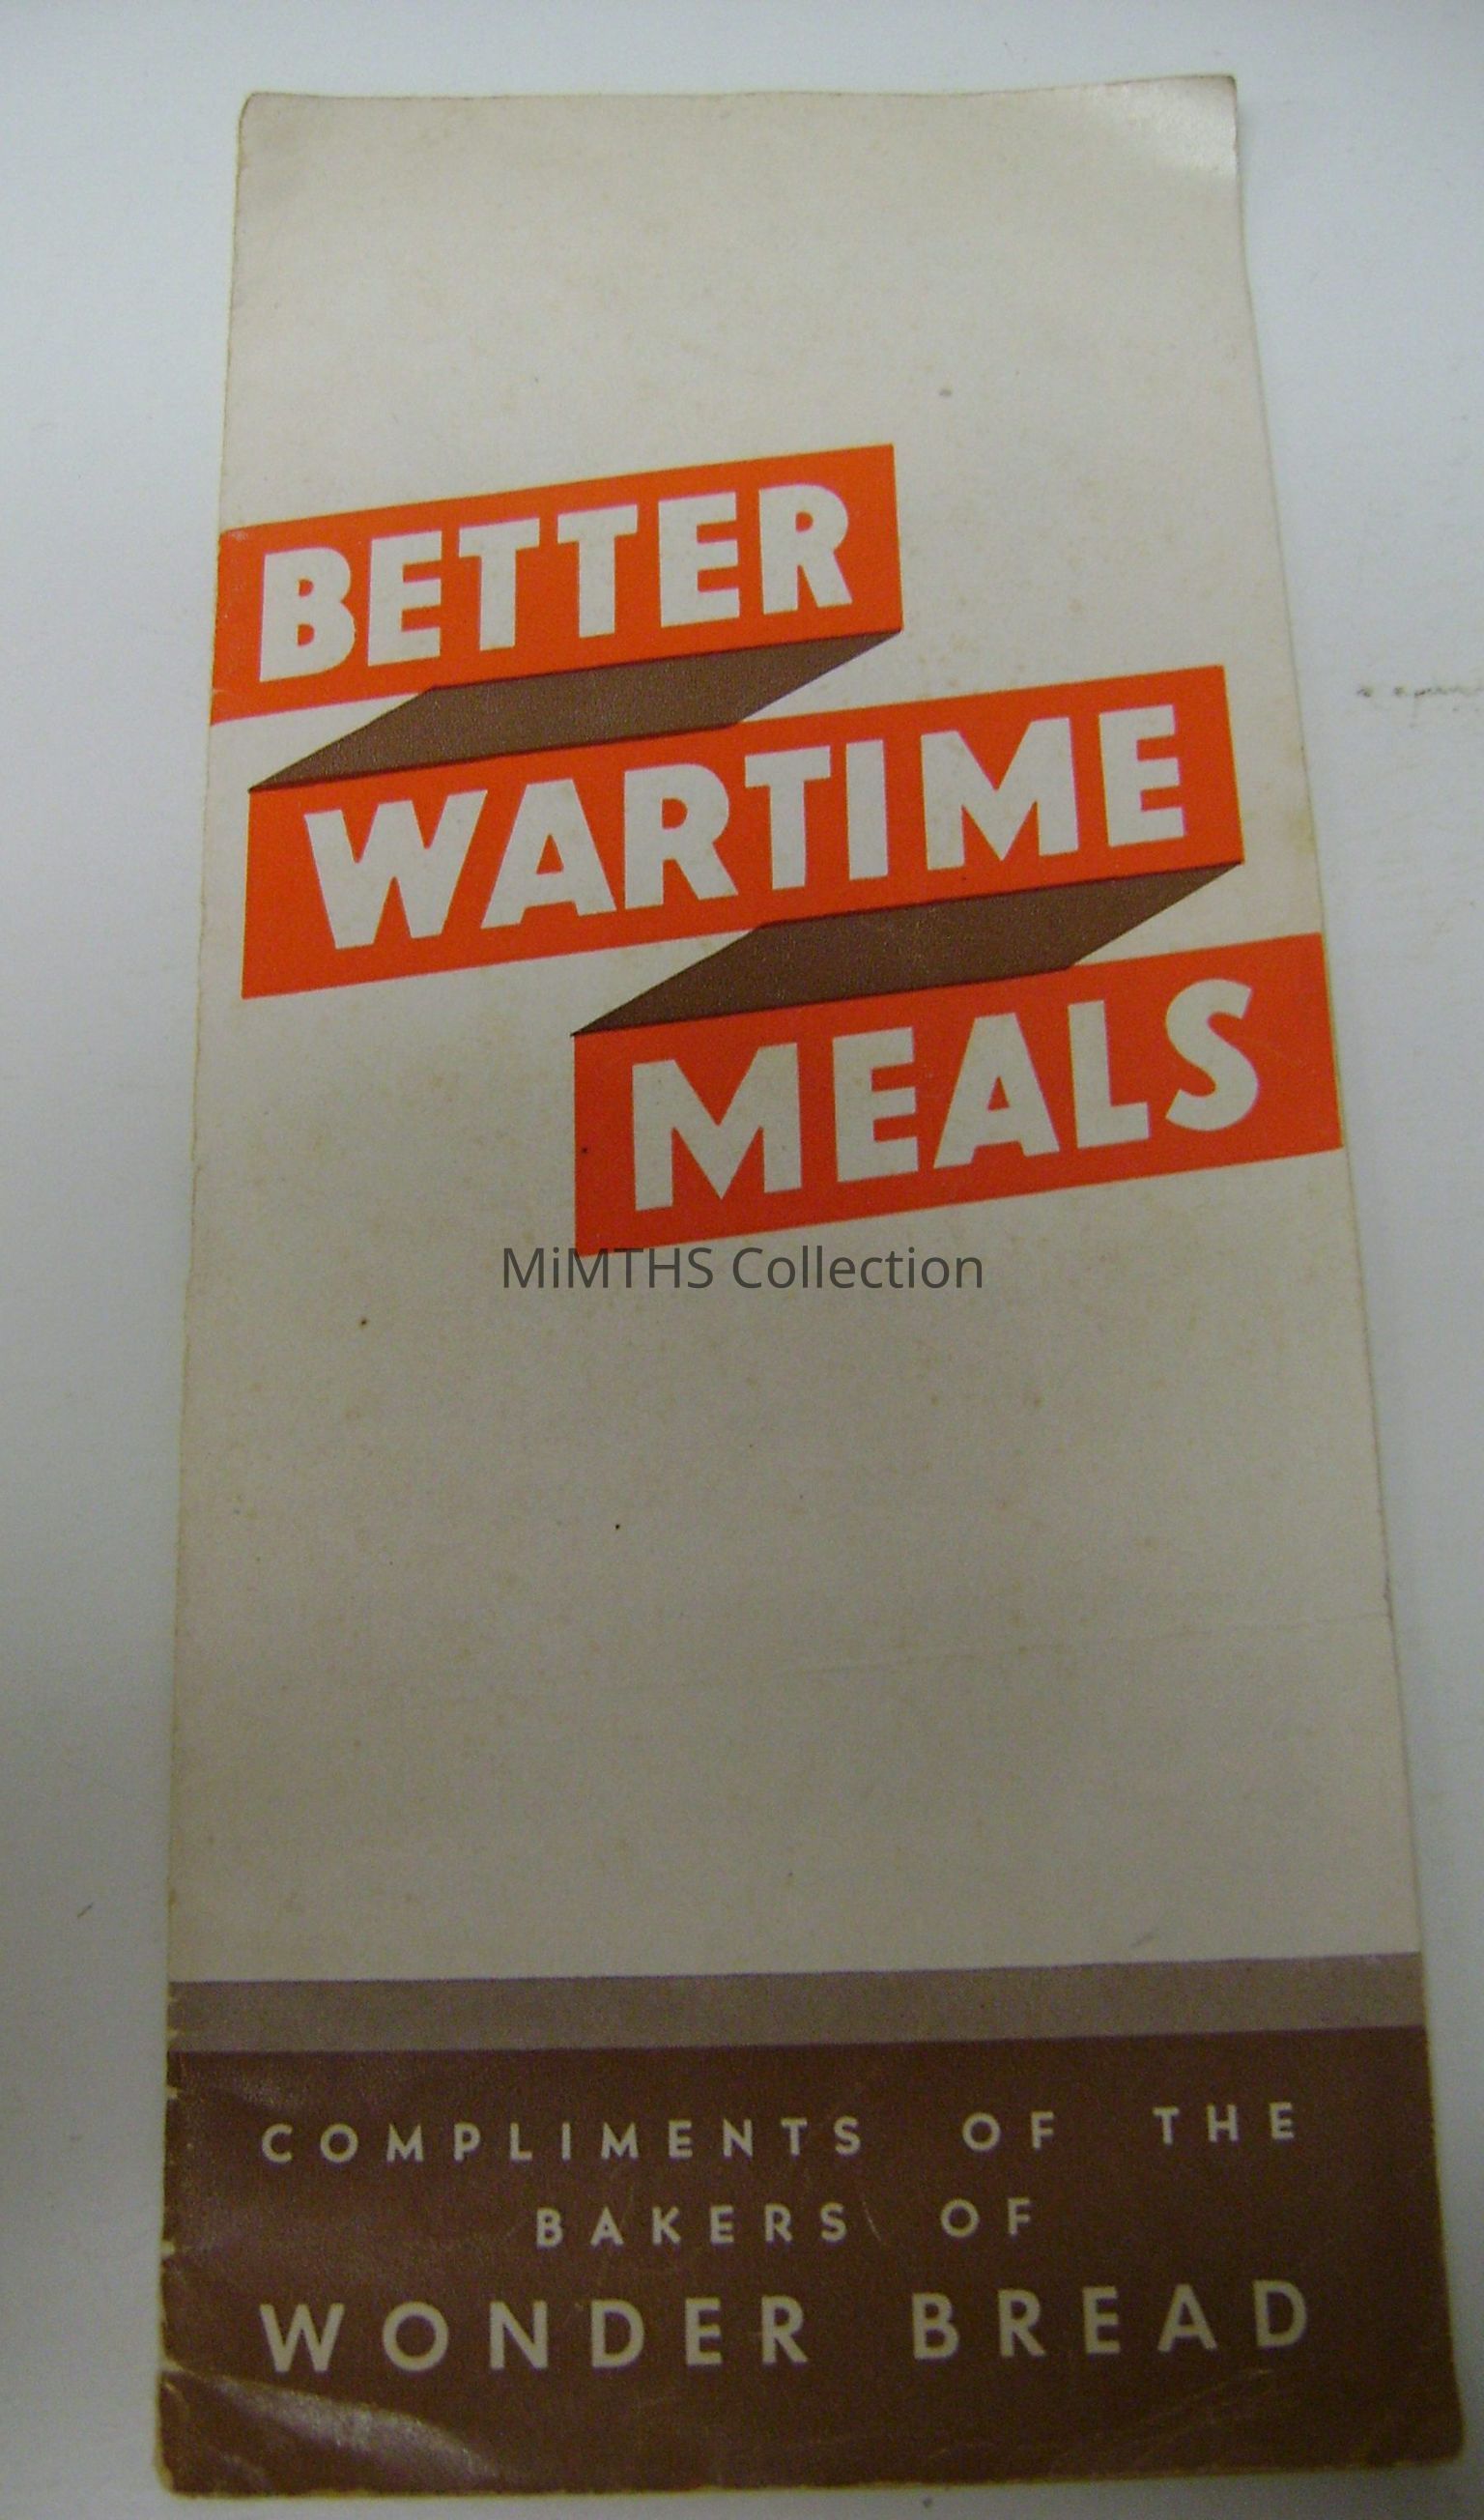 BETTER
WARTIME
MEALS
MiMTHS Collection
COMPLIMENTS OF THE
BAKERS OF
WONDER BREAD